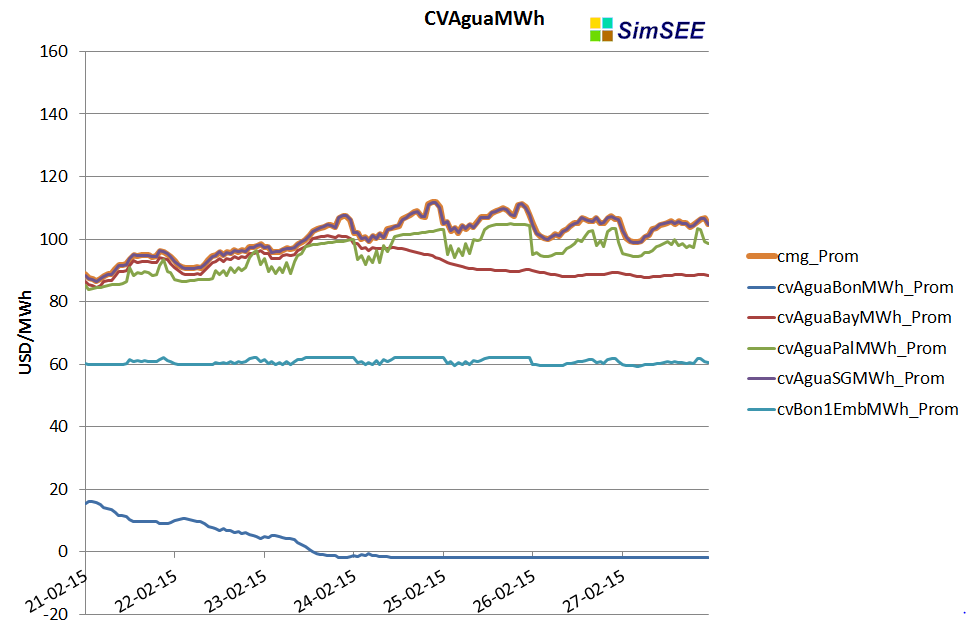 CVAguaMWh
SimSEE
160
140
120
100
80
60
40
20
0
-20
USD/MWh
21-02-15
22-02-15
23-02-15
24-02-15
25-02-15
26-02-15
27-02-15
cmg_Prom
cvAguaBonMWh_Prom
cvAguaBayMWh_Prom
cvAguaPalMWh_Prom
cvAguaSGMWh_Prom
cvBon1EmbMWh_Prom